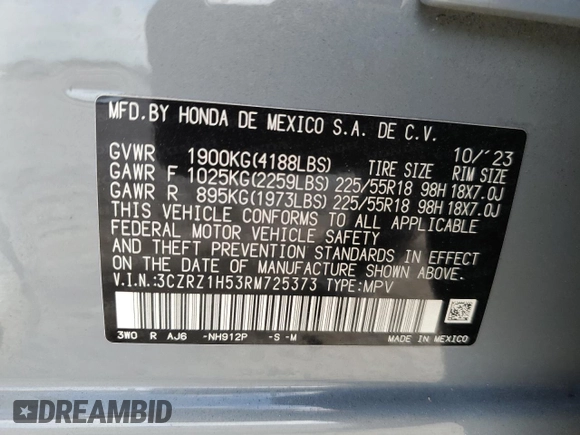 MFD.BY HONDA DE MEXICO S.A. DE C.V.
10/'23
GVWR 1900KG(4188LBS) TIRE SIZE RIM SIZE
GAWR F 1025KG(2259LBS) 225/55R18 98H 18X7.0J
GAWR R 895KG(1973LBS) 225/55R18 98H 18X7.0J
THIS VEHICLE CONFORMS TO ALL APPLICABLE
FEDERAL MOTOR VEHICLE SAFETY
AND THEFT PREVENTION STANDARDS IN EFFECT
ON THE DATE OF MANUFACTURE SHOWN ABOVE.
V.I.N.:3CZRZ1H53RM725373 TYPE:MPV
3W0 R AJ6 -NH912P -S -M MADE IN MEXICO
DREAMBID